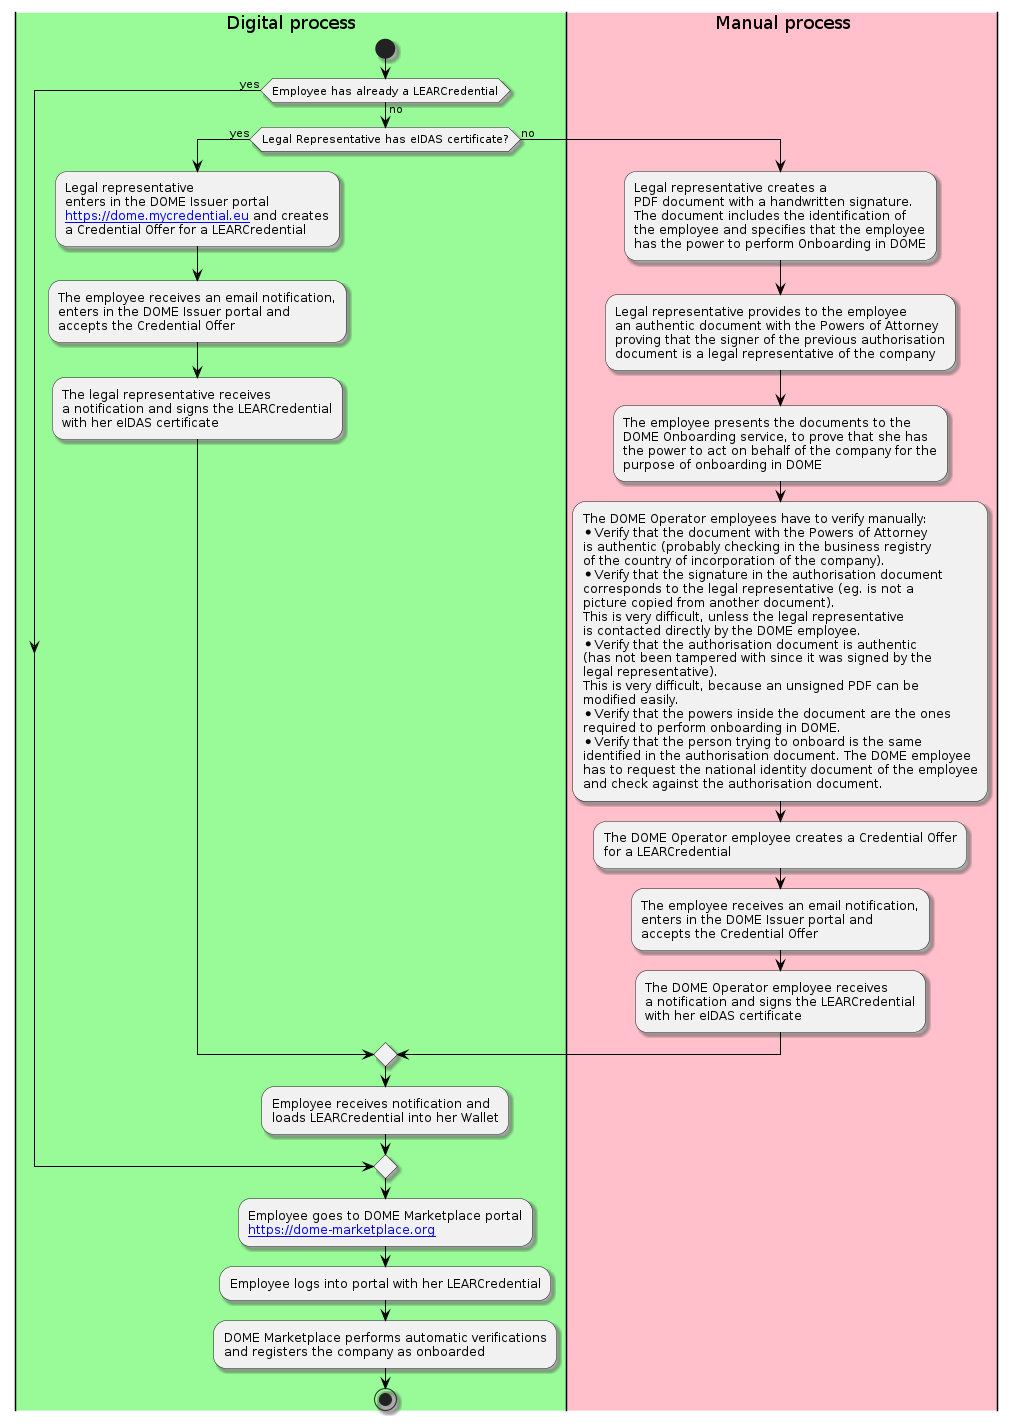 Digital process
Manual process
Employee has already a LEARCredential
yes
no
Legal Representative has eIDAS certificate?
yes
no
Legal representative
enters in the DOME Issuer portal
https://dome.mycredential.eu and creates
a Credential Offer for a LEARCredential
The employee receives an email notification,
enters in the DOME Issuer portal and
accepts the Credential Offer
The legal representative receives
a notification and signs the LEARCredential
with her eIDAS certificate
Legal representative creates a
PDF document with a handwritten signature.
The document includes the identification of
the employee and specifies that the employee
has the power to perform Onboarding in DOME
Legal representative provides to the employee
an authentic document with the Powers of Attorney
proving that the signer of the previous authorisation
document is a legal representative of the company
The employee presents the documents to the
DOME Onboarding service, to prove that she has
the power to act on behalf of the company for the
purpose of onboarding in DOME
The DOME Operator employees have to verify manually:
•Verify that the document with the Powers of Attorney
is authentic (probably checking in the business registry
of the country of incorporation of the company).
•Verify that the signature in the authorisation document
corresponds to the legal representative (eg. is not a
picture copied from another document).
This is very difficult, unless the legal representative
is contacted directly by the DOME employee.
•Verify that the authorisation document is authentic
(has not been tampered with since it was signed by the
legal representative).
This is very difficult, because an unsigned PDF can be
modified easily.
•Verify that the powers inside the document are the ones
required to perform onboarding in DOME.
•Verify that the person trying to onboard is the same
identified in the authorisation document. The DOME employee
has to request the national identity document of the employee
and check against the authorisation document.
The DOME Operator employee creates a Credential Offer
for a LEARCredential
The employee receives an email notification,
enters in the DOME Issuer portal and
accepts the Credential Offer
The DOME Operator employee receives
a notification and signs the LEARCredential
with her eIDAS certificate
Employee receives notification and
loads LEARCredential into her Wallet
Employee goes to DOME Marketplace portal
https://dome-marketplace.org
Employee logs into portal with her LEARCredential
DOME Marketplace performs automatic verifications
and registers the company as onboarded